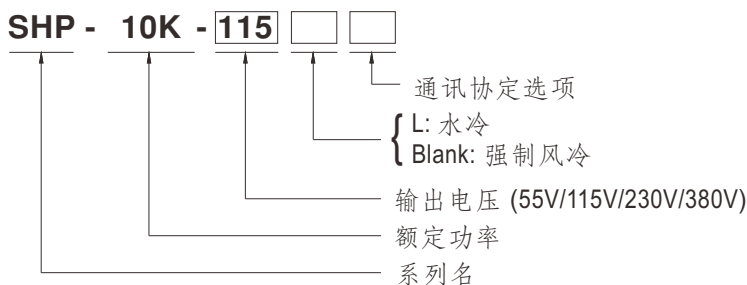 SHP - 10K - 115
通讯协定选项
L: 水冷
Blank: 强制风冷
输出电压 (55V/115V/230V/380V)
额定功率
系列名